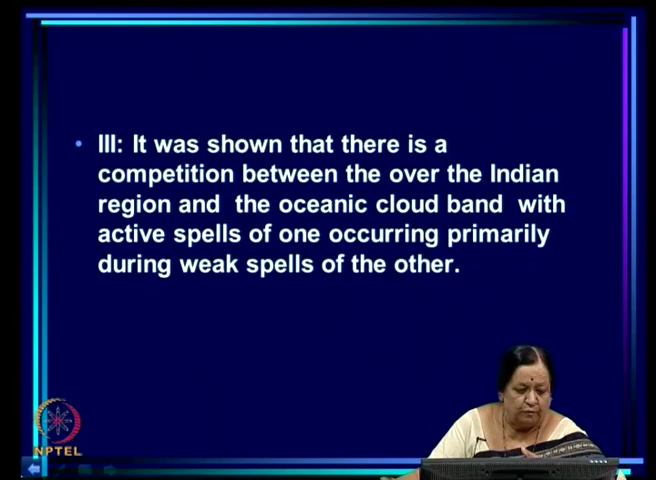 • III: It was shown that there is a
competition between the over the Indian
region and the oceanic cloud band with
active spells of one occurring primarily
during weak spells of the other.
NPTEL